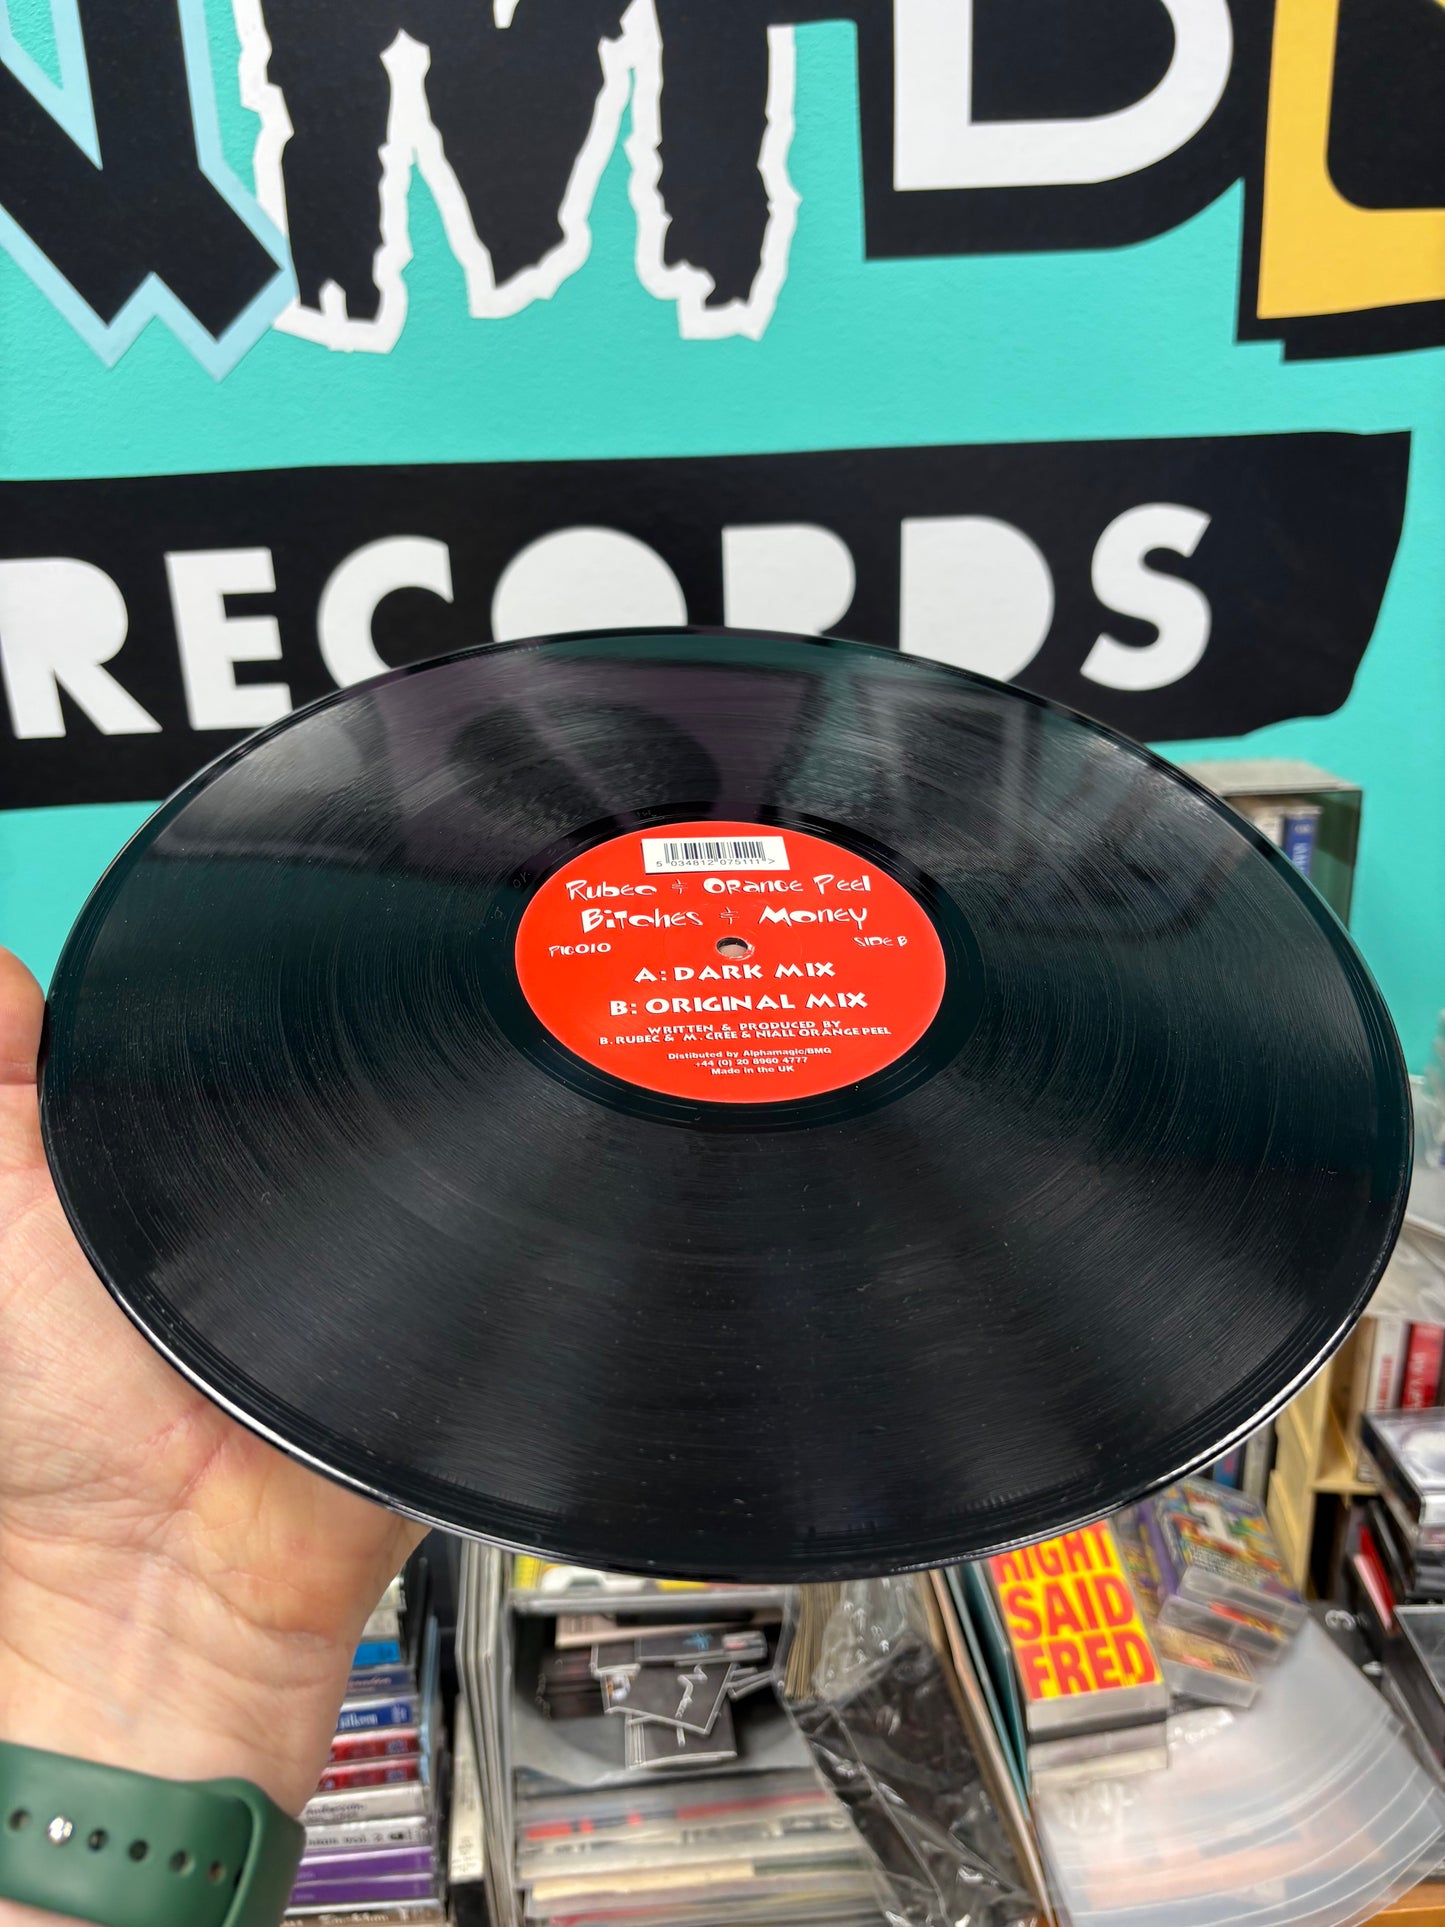 RECORDS
5 034812 075111 >
Rubec + Orange Peel
Bitches + Money
PIG010
SIDE B
A: DARK MIX
B: ORIGINAL MIX
WRITTEN & PRODUCED BY
B. RUBEC & M. CREE & NIALL ORANGE PEEL
Distibuted by Alphamagic/BMG
+44 (0) 20 8960 4777
Made in the UK
RIGHT
SAID
FRED